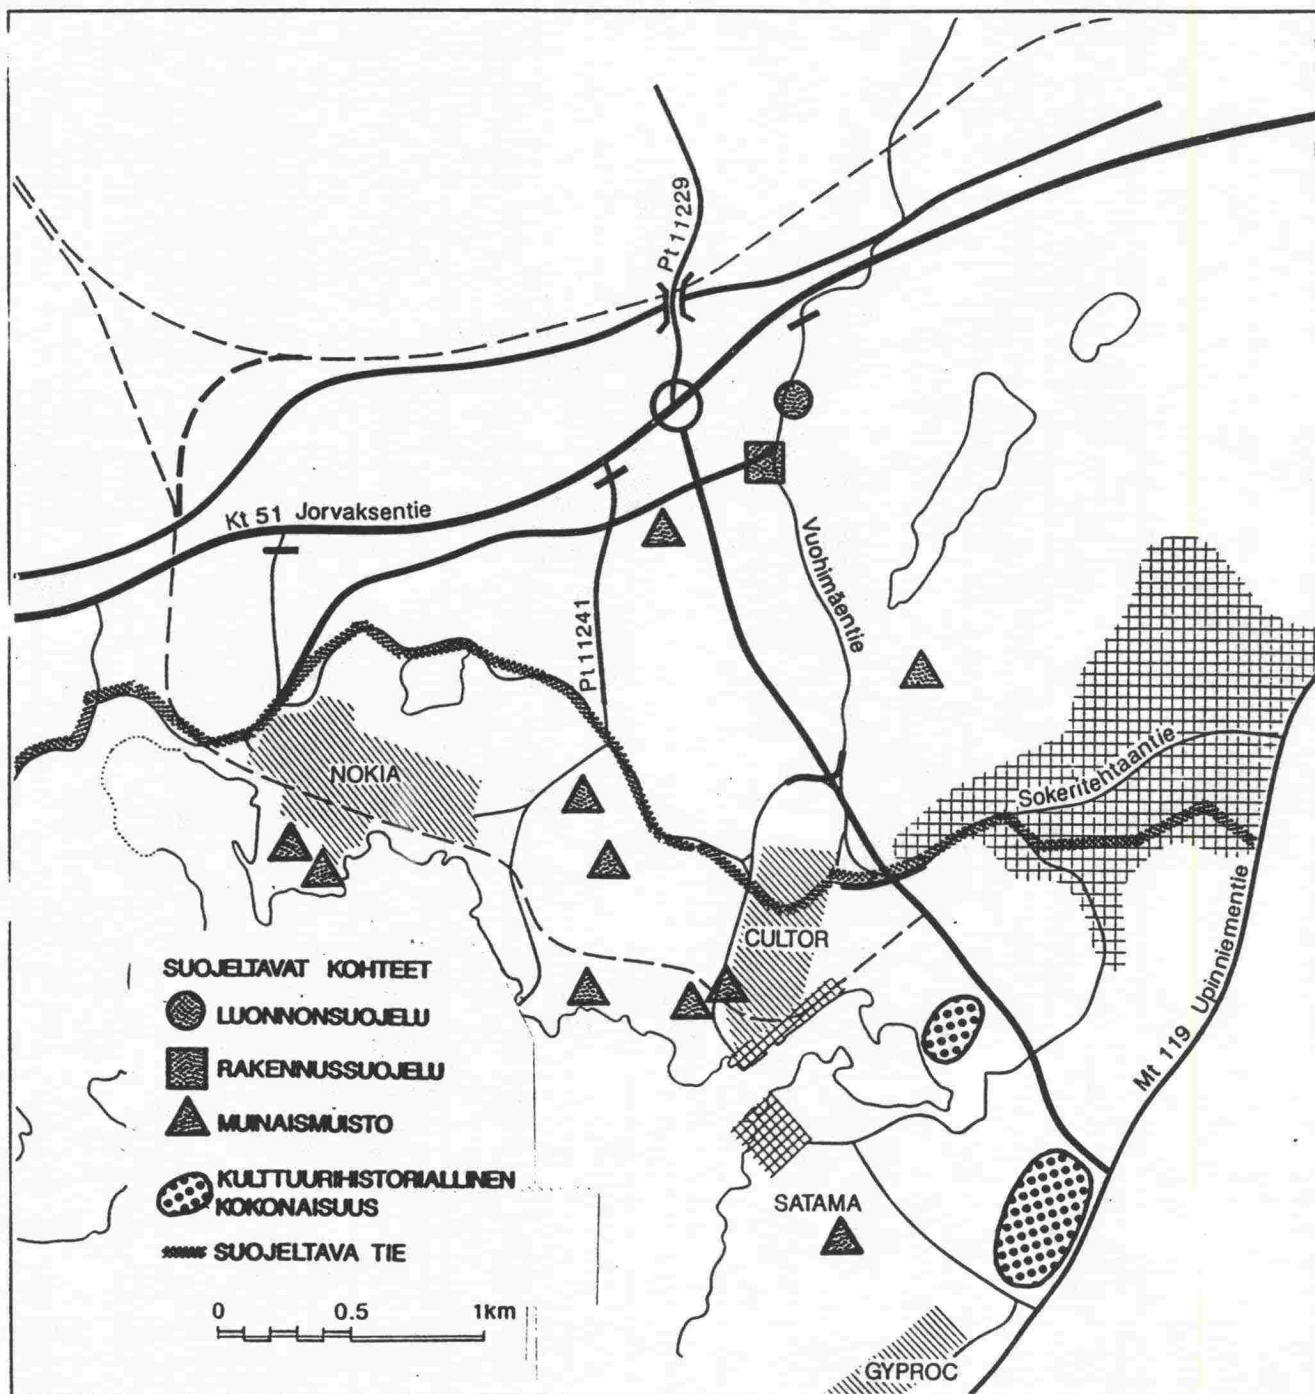 Pt 11229
Kt 51 Jorvaksentie
Vuohimäentie
Pt 11241
Sokeritehtaantie
NOKIA
CULTOR
Mt 119 Upinniementie
SUOJELTAVAT KOHTEET
LUONNONSUOJELU
RAKENNUSSUOJELU
MUINAISMUISTO
KULTTUURIHISTORIALLINEN
KOKONAISUUS
SUOJELTAVA TIE
SATAMA
0 0.5 1km
GYPROC